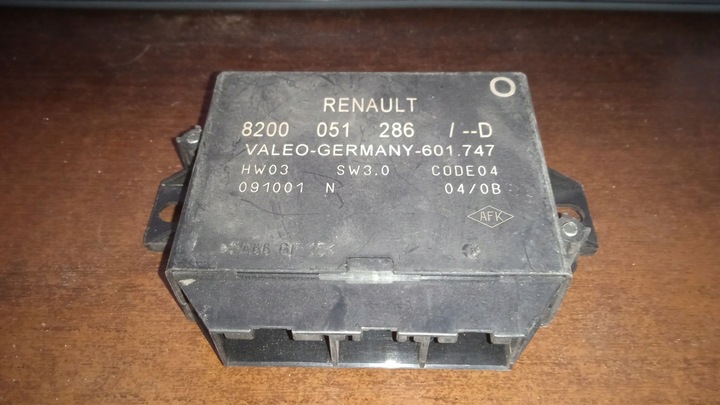 RENAULT
8200 051 286 / --D
VALEO-GERMANY-601.747
HW03 SW3.0 CODE04
091001 N 04/0B
AFK